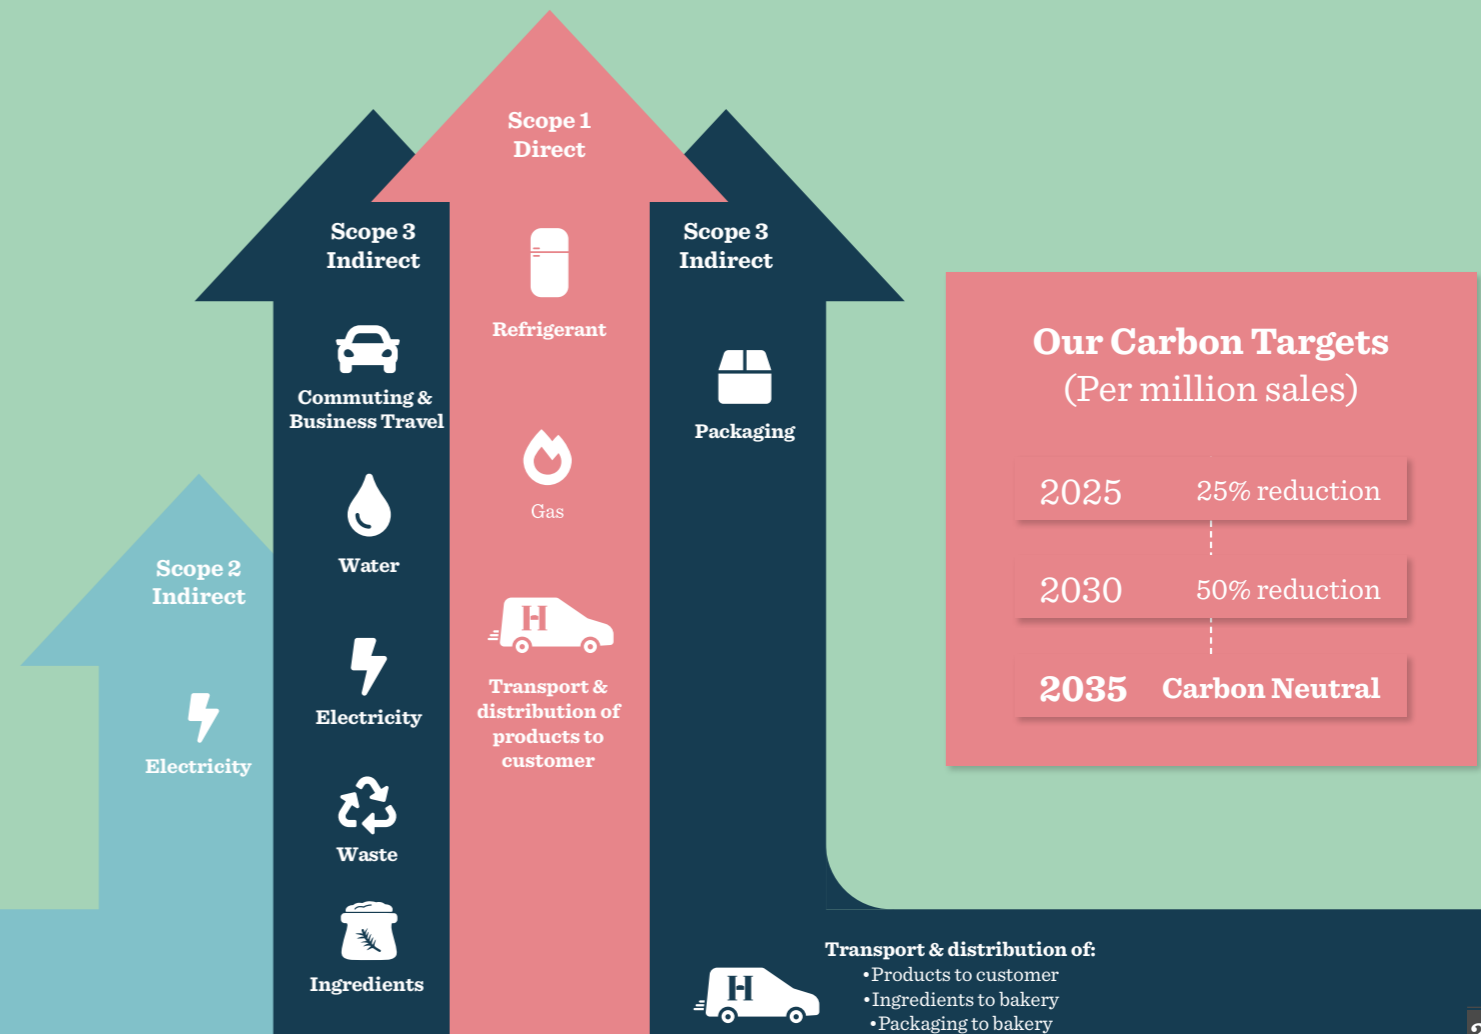 Scope 1
Direct
Refrigerant
Gas
H
Transport &
distribution of
products to
customer
Scope 3
Indirect
Commuting &
Business Travel
Water
Electricity
Waste
Ingredients
Scope 3
Indirect
Packaging
H
Transport & distribution of:
•Products to customer
•Ingredients to bakery
•Packaging to bakery
Scope 2
Indirect
Electricity
Our Carbon Targets
(Per million sales)
2025 25% reduction
2030 50% reduction
2035 Carbon Neutral